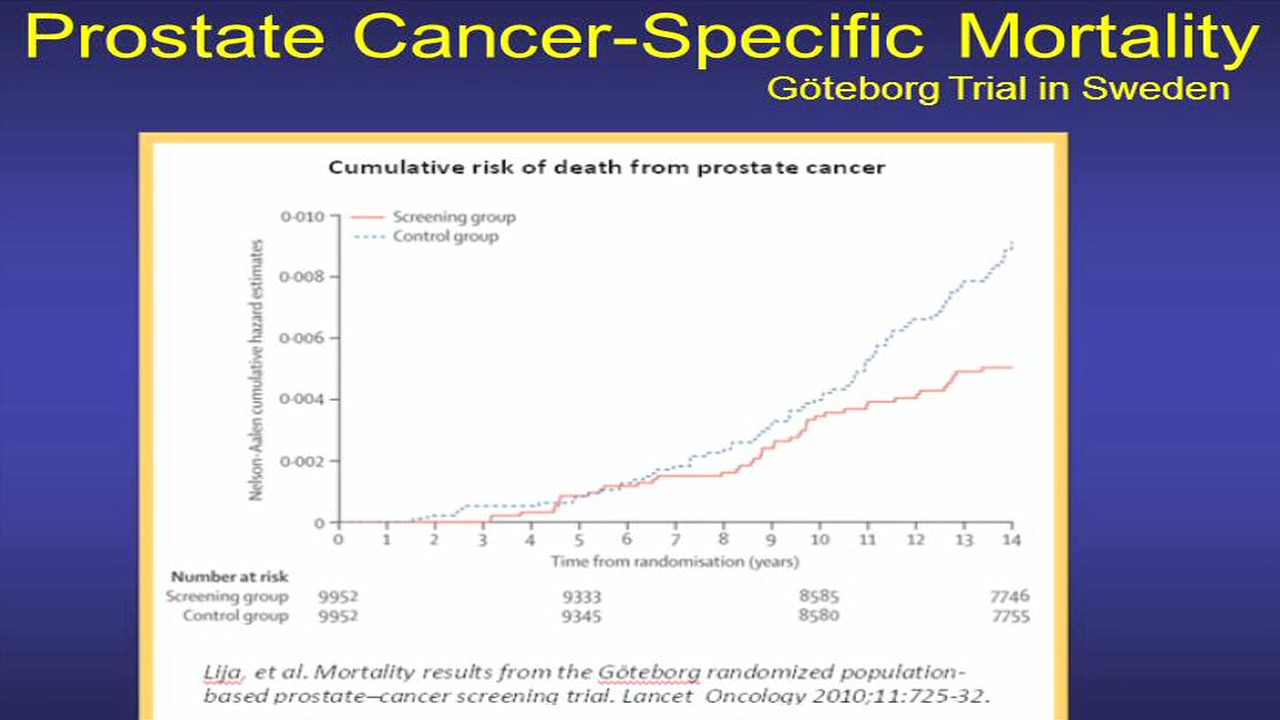 Prostate Cancer-Specific Mortality
Göteborg Trial in Sweden
Cumulative risk of death from prostate cancer
Screening group
Control group
Nelson-Aalen cumulative hazard estimates
0·010
0·008
0·006
0·004
0·002
0
0 1 2 3 4 5 6 7 8 9 10 11 12 13 14
Time from randomisation (years)
Number at risk
Screening group 9952 9333 8585 7746
Control group 9952 9345 8580 7755
Lija, et al. Mortality results from the Göteborg randomized population-
based prostate–cancer screening trial. Lancet Oncology 2010;11:725-32.